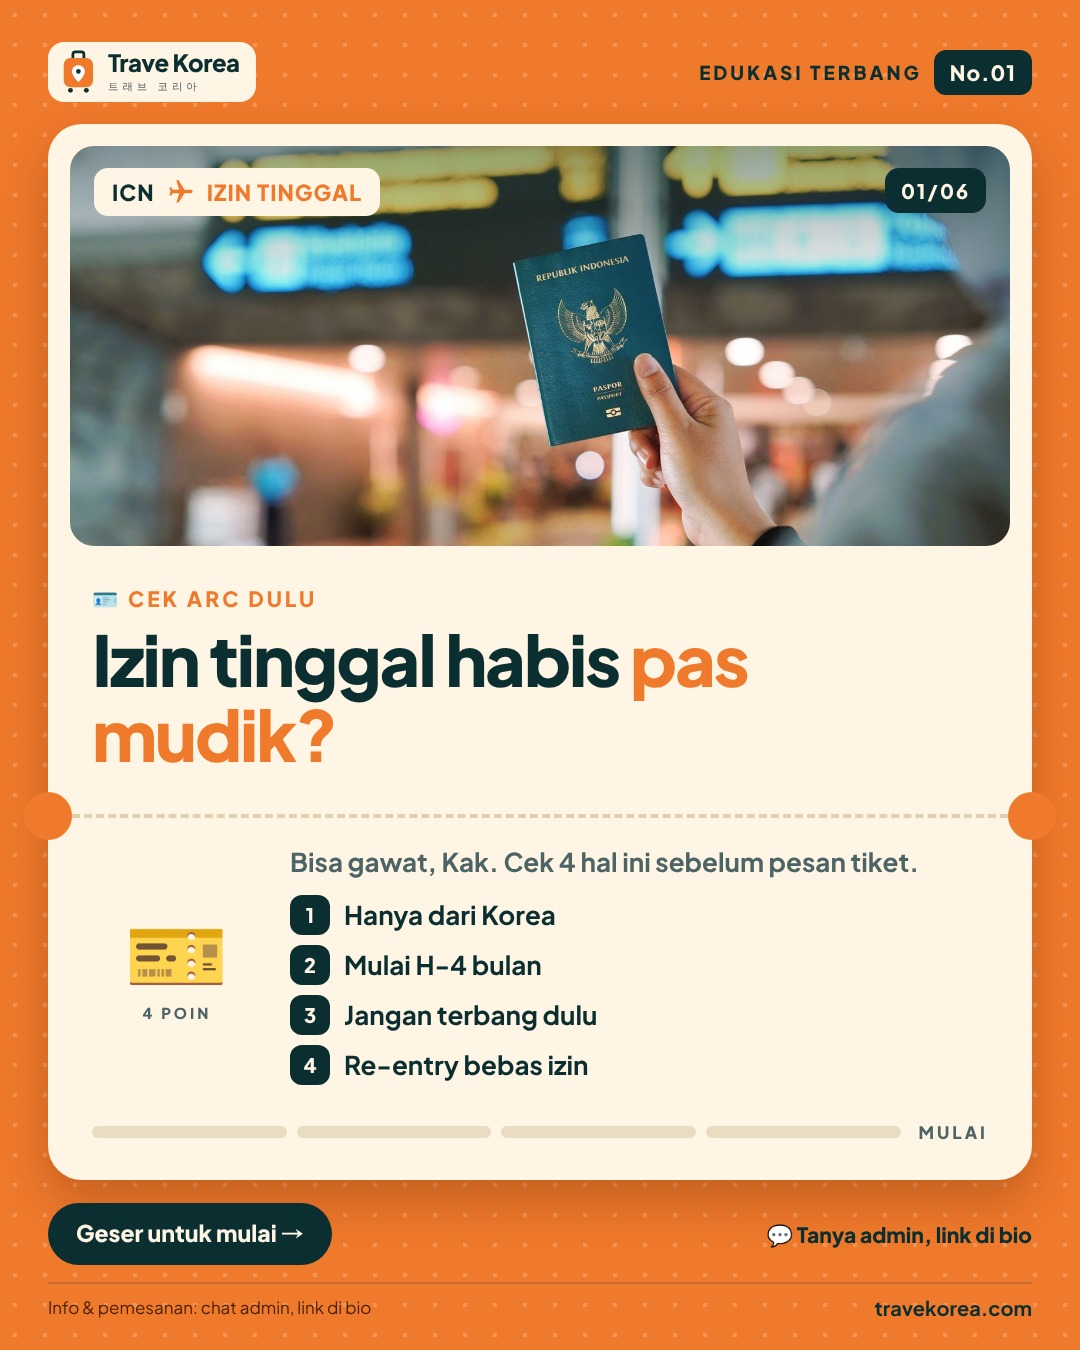 Trave Korea
트래브 코리아
EDUKASI TERBANG
No.01
ICN ✈ IZIN TINGGAL
01/06
REPUBLIK INDONESIA
PASPOR
PASSPORT
CEK ARC DULU
Izin tinggal habis pas
mudik?
Bisa gawat, Kak. Cek 4 hal ini sebelum pesan tiket.
1 Hanya dari Korea
2 Mulai H-4 bulan
3 Jangan terbang dulu
4 Re-entry bebas izin
4 POIN
MULAI
Geser untuk mulai →
💬 Tanya admin, link di bio
Info & pemesanan: chat admin, link di bio
travekorea.com